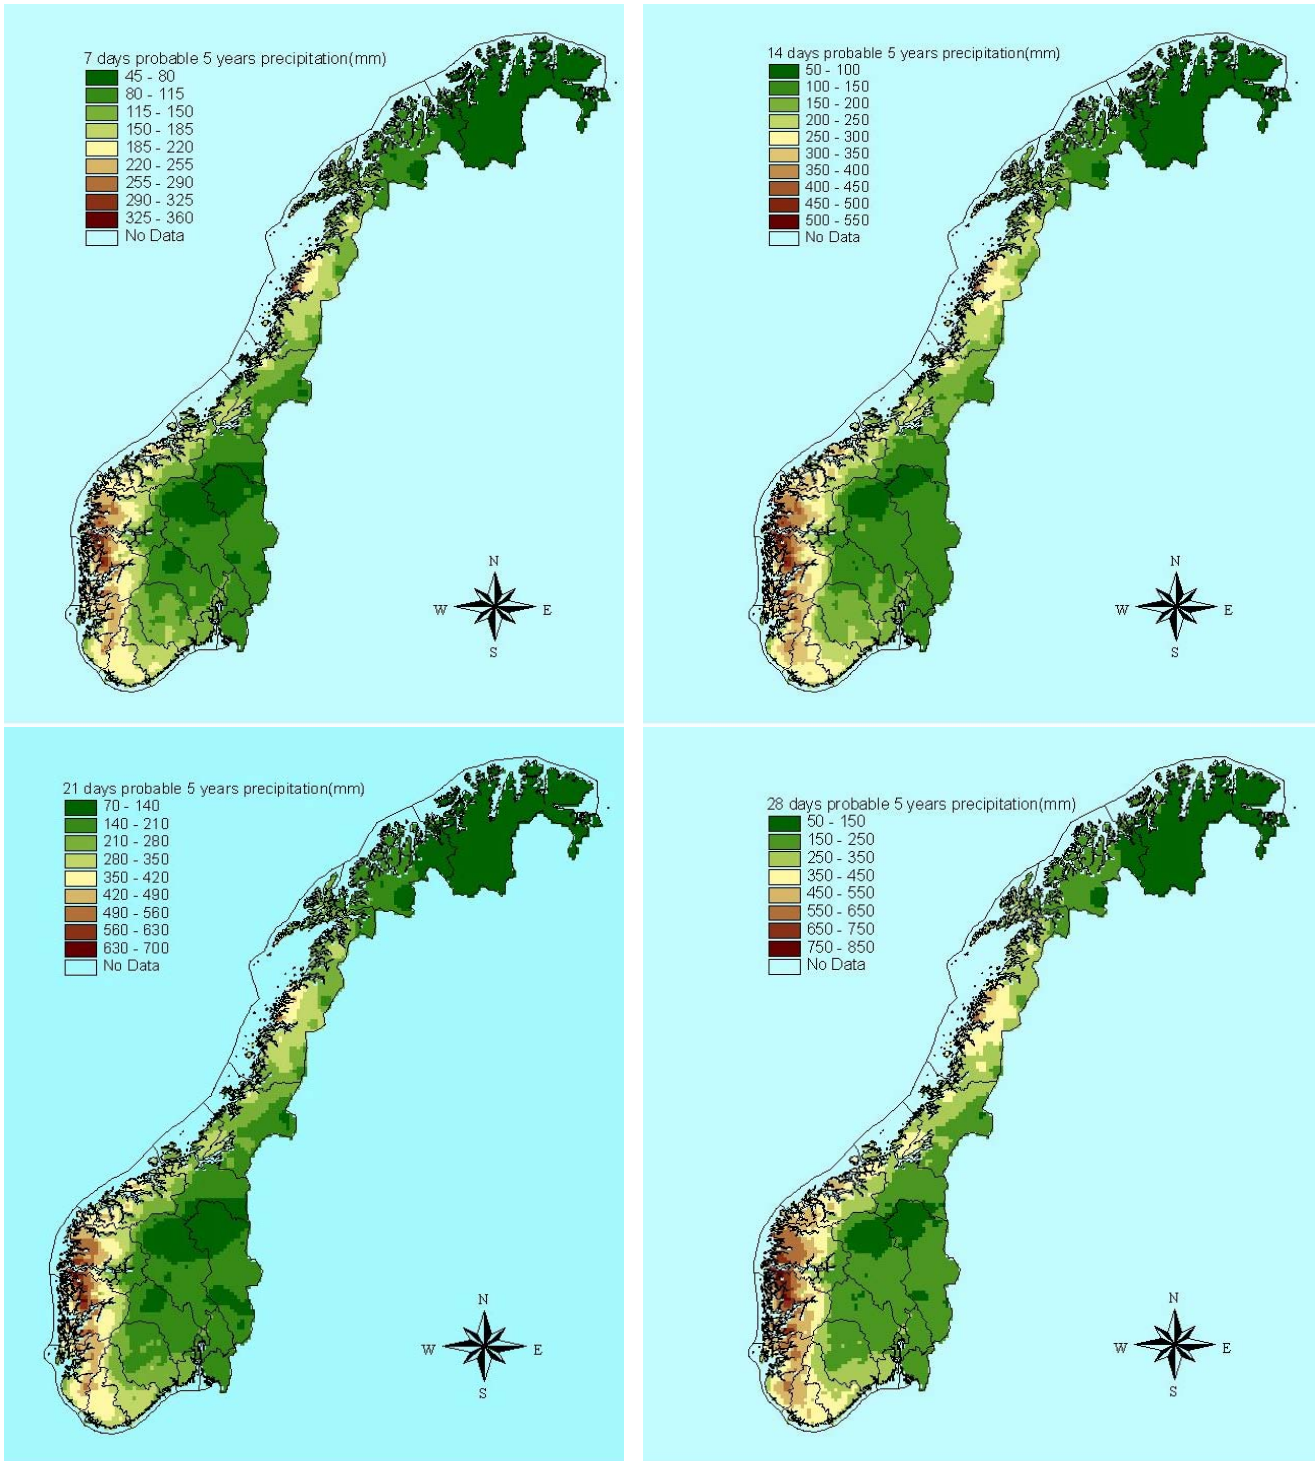 7 days probable 5 years precipitation(mm)
45 - 80
80 - 115
115 - 150
150 - 185
185 - 220
220 - 255
255 - 290
290 - 325
325 - 360
No Data
N
W
E
S
14 days probable 5 years precipitation(mm)
50 - 100
100 - 150
150 - 200
200 - 250
250 - 300
300 - 350
350 - 400
400 - 450
450 - 500
500 - 550
No Data
N
W
E
S
21 days probable 5 years precipitation(mm)
70 - 140
140 - 210
210 - 280
280 - 350
350 - 420
420 - 490
490 - 560
560 - 630
630 - 700
No Data
N
W
E
S
28 days probable 5 years precipitation(mm)
50 - 150
150 - 250
250 - 350
350 - 450
450 - 550
550 - 650
650 - 750
750 - 850
No Data
N
W
E
S